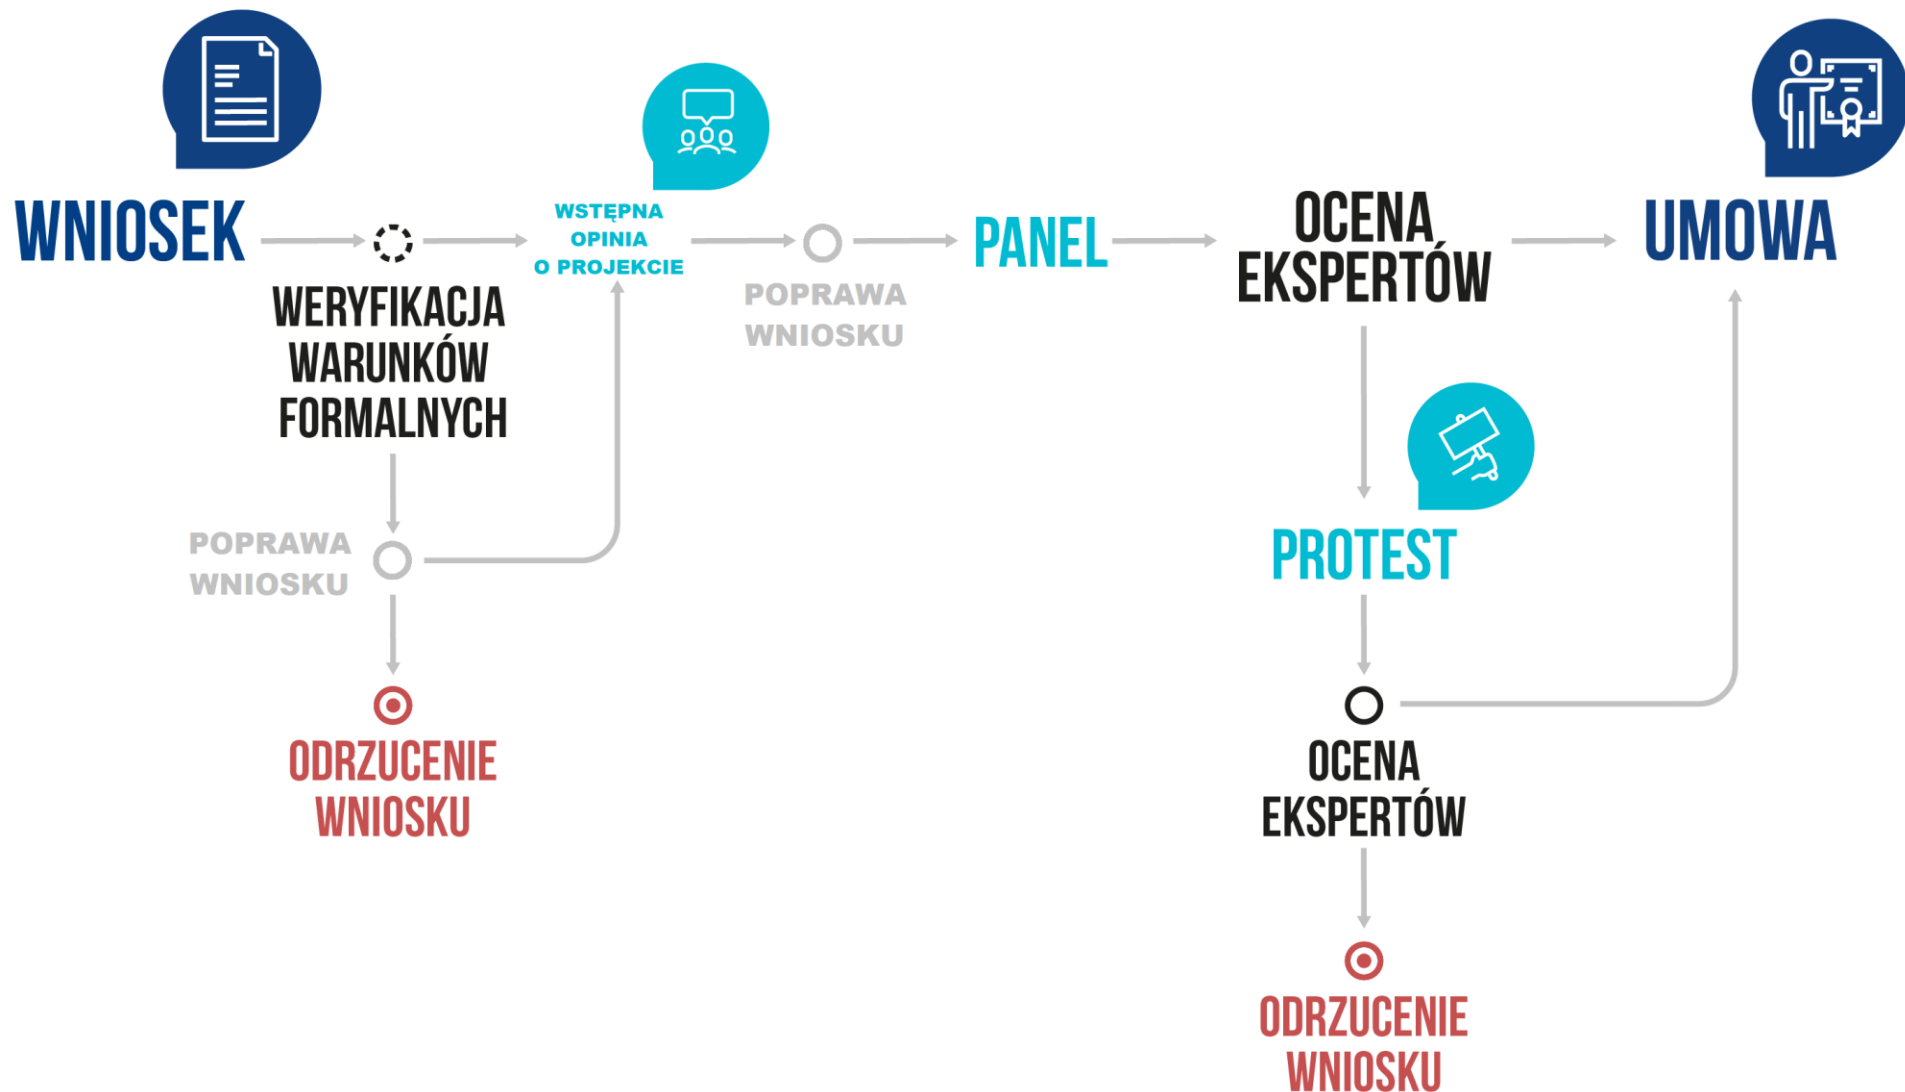 WNIOSEK
WERYFIKACJA
WARUNKÓW
FORMALNYCH
POPRAWA
WNIOSKU
ODRZUCENIE
WNIOSKU
WSTĘPNA
OPINIA
O PROJEKCIE
POPRAWA
WNIOSKU
PANEL
OCENA
EKSPERTÓW
PROTEST
OCENA
EKSPERTÓW
ODRZUCENIE
WNIOSKU
UMOWA